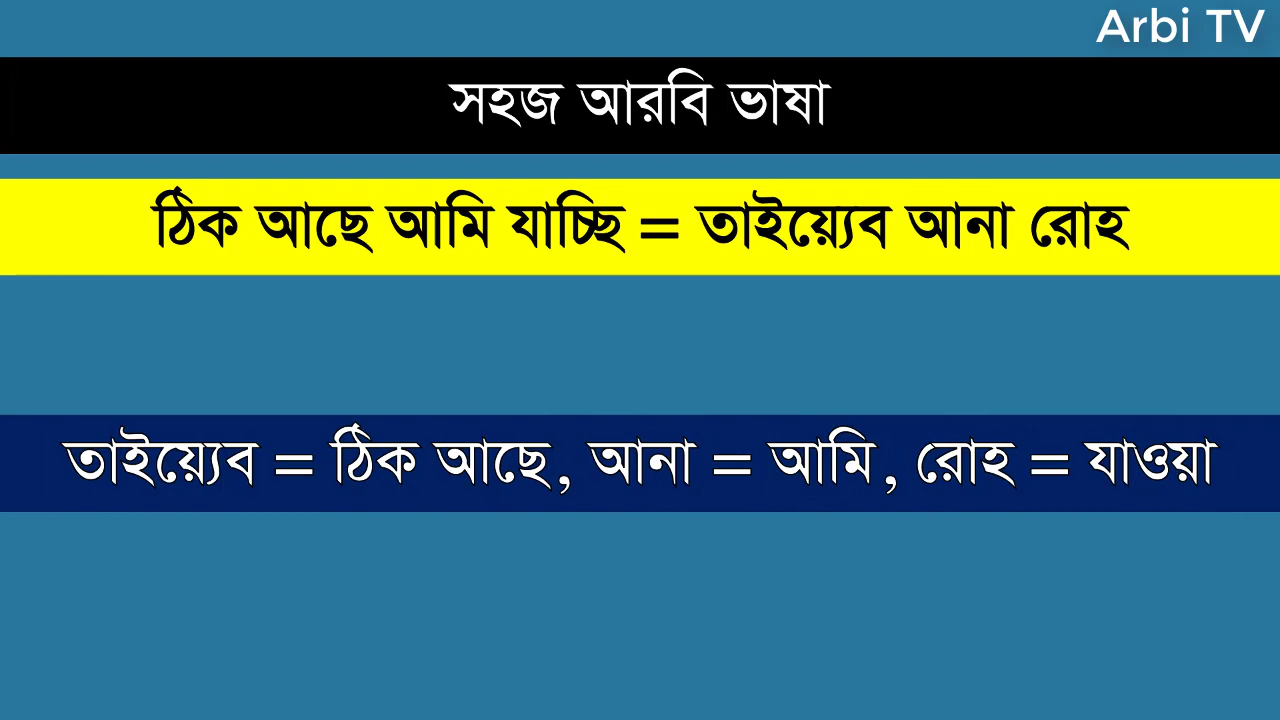 Arbi TV
সহজ আরবি ভাষা
ঠিক আছে আমি যাচ্ছি = তাইয়্যেব আনা রোহ
তাইয়্যেব = ঠিক আছে, আনা = আমি, রোহ = যাওয়া